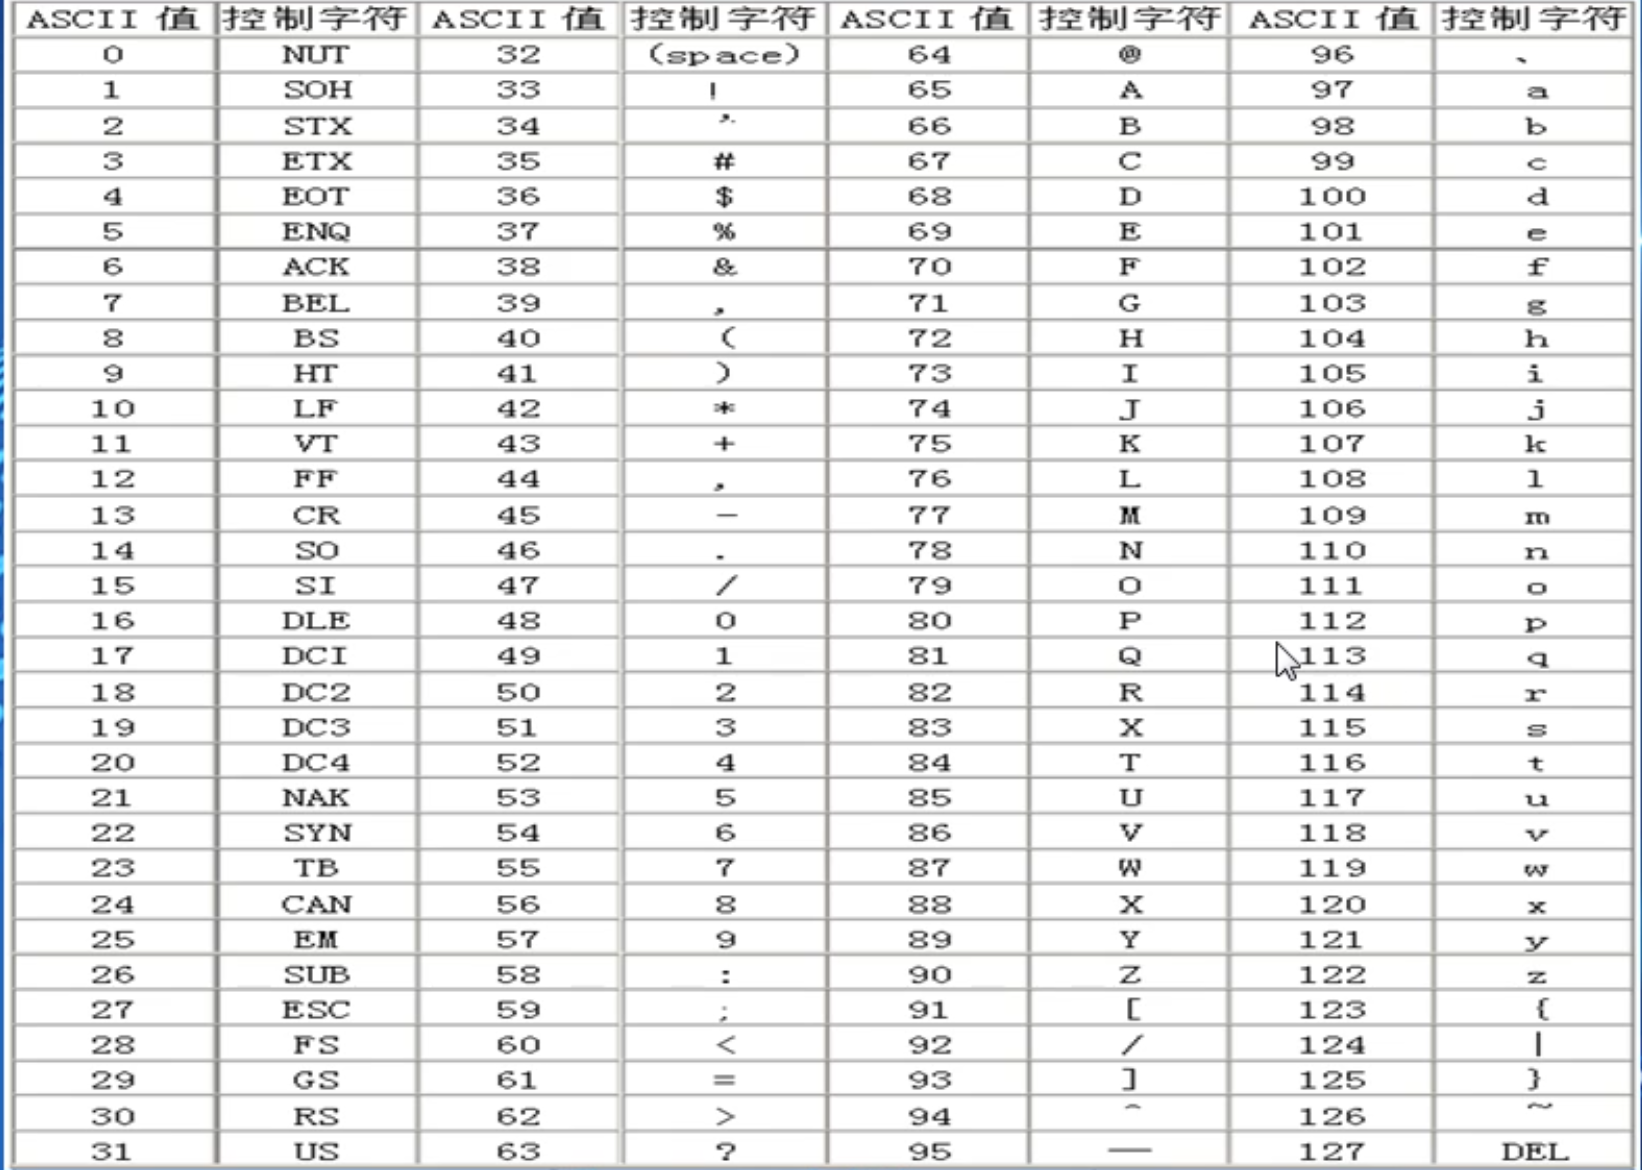 ASCII 值 控制字符 ASCII 值 控制字符 ASCII 值 控制字符 ASCII 值 控制字符
0 NUT 32 (space) 64 @ 96 、
1 SOH 33 ! 65 A 97 a
2 STX 34 ” 66 B 98 b
3 ETX 35 # 67 C 99 c
4 EOT 36 $ 68 D 100 d
5 ENQ 37 % 69 E 101 e
6 ACK 38 & 70 F 102 f
7 BEL 39 , 71 G 103 g
8 BS 40 ( 72 H 104 h
9 HT 41 ) 73 I 105 i
10 LF 42 * 74 J 106 j
11 VT 43 + 75 K 107 k
12 FF 44 , 76 L 108 l
13 CR 45 - 77 M 109 m
14 SO 46 . 78 N 110 n
15 SI 47 / 79 O 111 o
16 DLE 48 0 80 P 112 p
17 DCI 49 1 81 Q 113 q
18 DC2 50 2 82 R 114 r
19 DC3 51 3 83 X 115 s
20 DC4 52 4 84 T 116 t
21 NAK 53 5 85 U 117 u
22 SYN 54 6 86 V 118 v
23 TB 55 7 87 W 119 w
24 CAN 56 8 88 X 120 x
25 EM 57 9 89 Y 121 y
26 SUB 58 : 90 Z 122 z
27 ESC 59 ; 91 [ 123 {
28 FS 60 < 92 / 124 |
29 GS 61 = 93 ] 125 }
30 RS 62 > 94 ^ 126 ~
31 US 63 ? 95 — 127 DEL